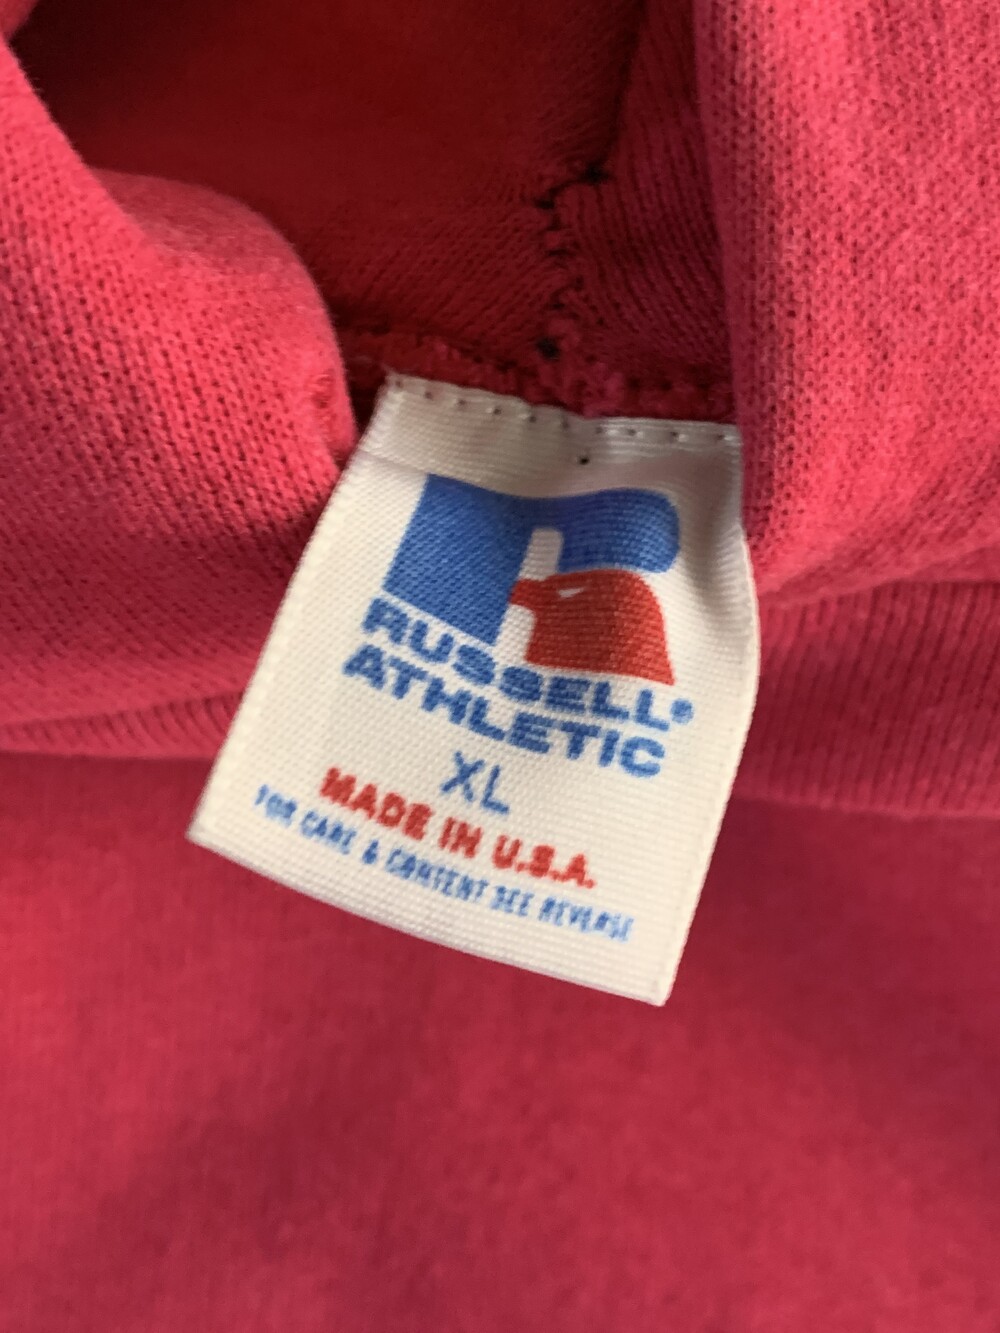 RUSSELL®
ATHLETIC
XL
MADE IN U.S.A.
FOR CARE & CONTENT SEE REVERSE